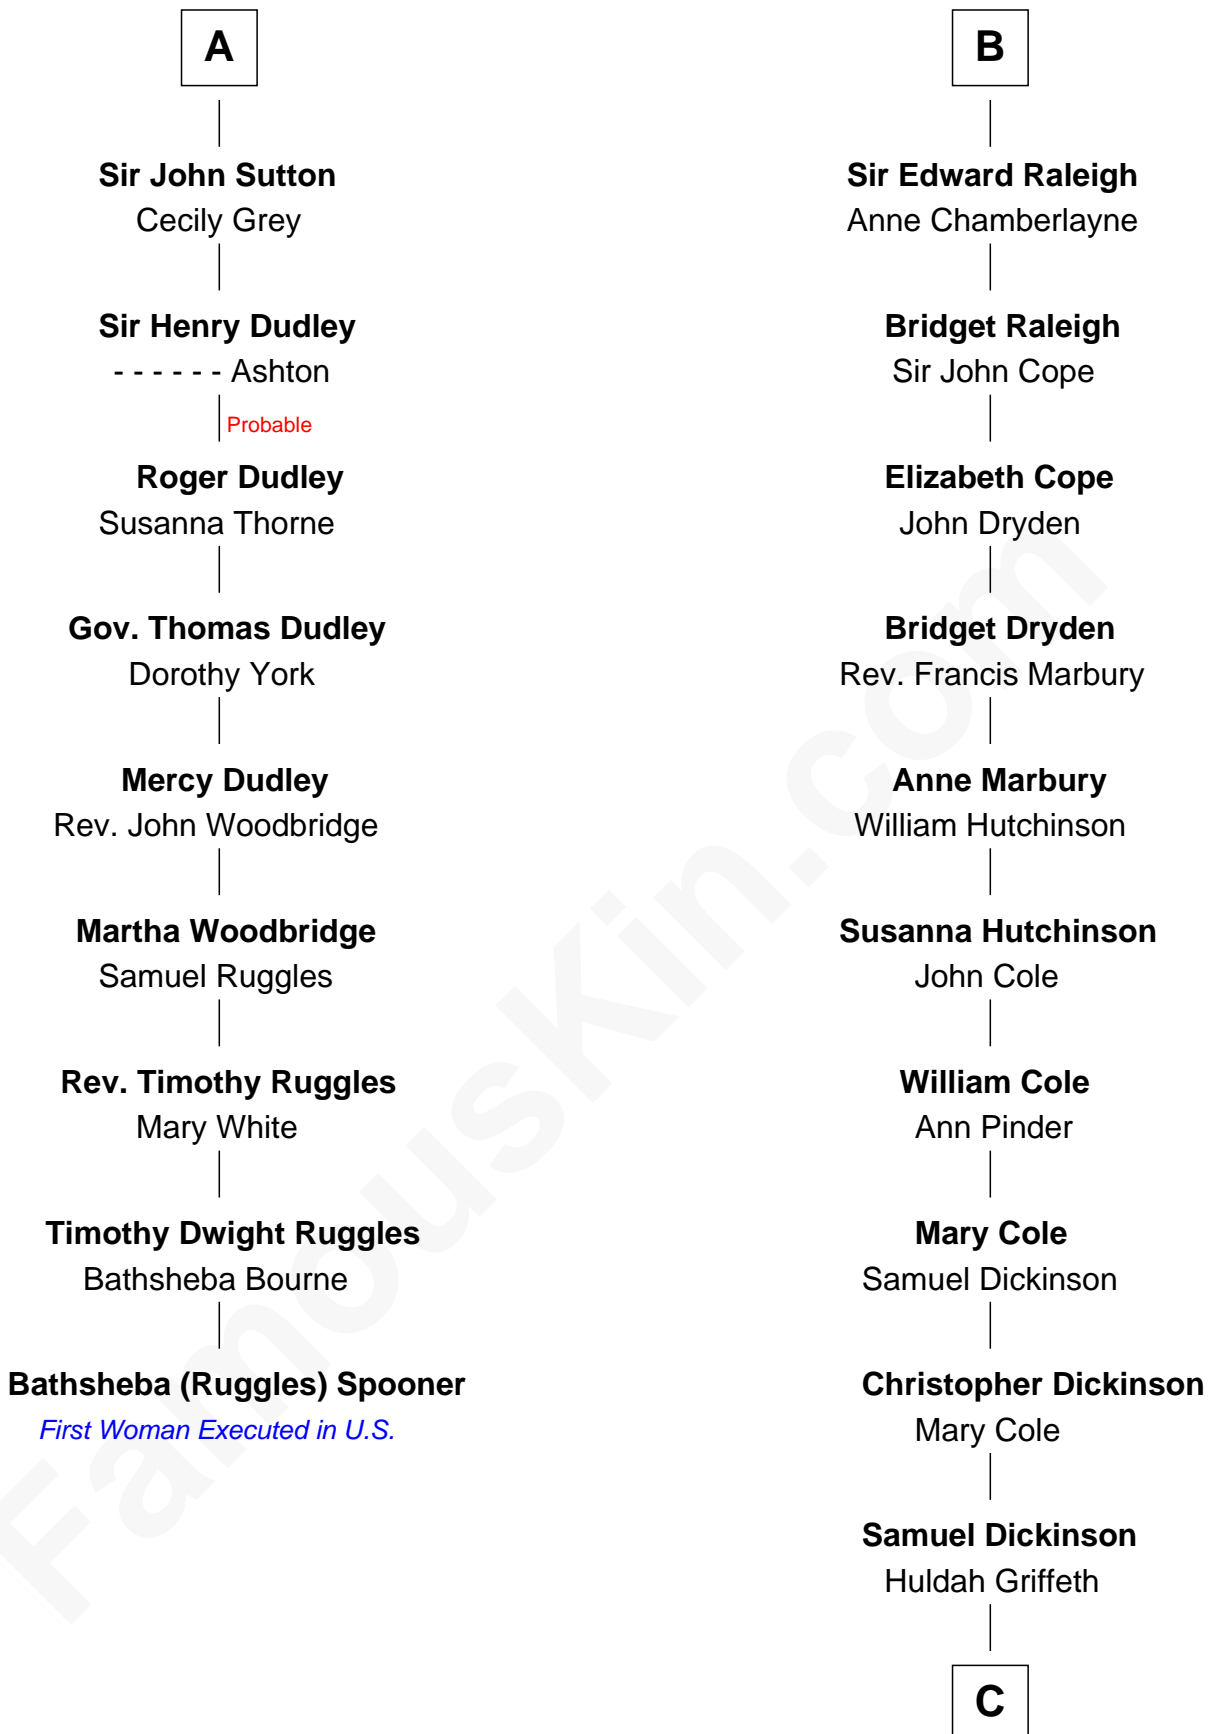 A
Sir John Sutton
Cecily Grey
Sir Henry Dudley
- - - - - - Ashton
Probable
Roger Dudley
Susanna Thorne
Gov. Thomas Dudley
Dorothy York
Mercy Dudley
Rev. John Woodbridge
Martha Woodbridge
Samuel Ruggles
Rev. Timothy Ruggles
Mary White
Timothy Dwight Ruggles
Bathsheba Bourne
Bathsheba (Ruggles) Spooner
First Woman Executed in U.S.
B
Sir Edward Raleigh
Anne Chamberlayne
Bridget Raleigh
Sir John Cope
Elizabeth Cope
John Dryden
Bridget Dryden
Rev. Francis Marbury
Anne Marbury
William Hutchinson
Susanna Hutchinson
John Cole
William Cole
Ann Pinder
Mary Cole
Samuel Dickinson
Christopher Dickinson
Mary Cole
Samuel Dickinson
Huldah Griffeth
C
FamousKin.com